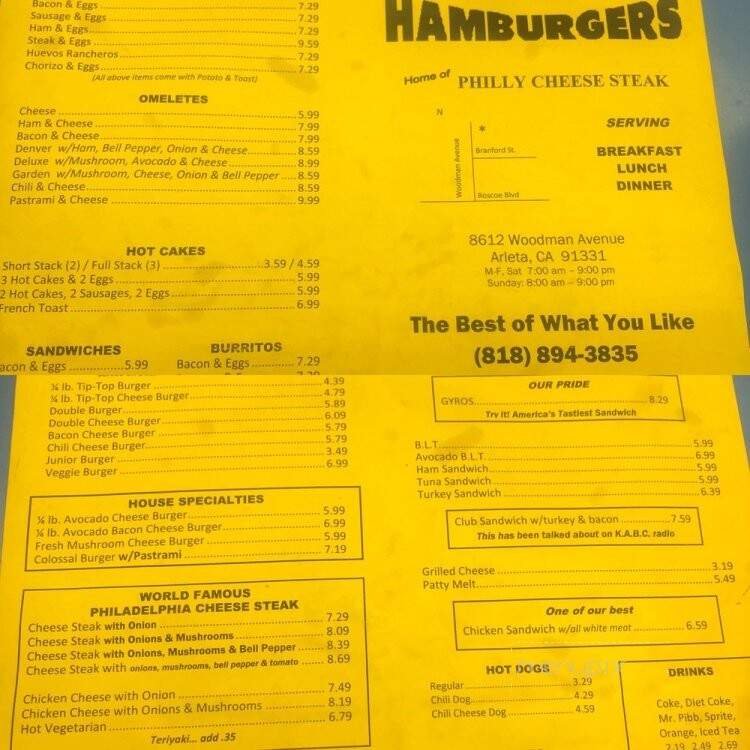 Bacon & Eggs 7.29
Sausage & Eggs 7.29
Ham & Eggs 7.29
Steak & Eggs 9.59
Huevos Rancheros 7.29
Chorizo & Eggs 7.29
(All above items come with Potato & Toast)
OMELETES
Cheese 5.99
Ham & Cheese 7.99
Bacon & Cheese 7.99
Denver w/Ham, Bell Pepper, Onion & Cheese 8.59
Deluxe w/Mushroom, Avocado & Cheese 8.99
Garden w/Mushroom, Cheese, Onion & Bell Pepper 8.59
Chili & Cheese 8.59
Pastrami & Cheese 9.99
HOT CAKES
Short Stack (2) / Full Stack (3) 3.59 / 4.59
3 Hot Cakes & 2 Eggs 5.99
2 Hot Cakes, 2 Sausages, 2 Eggs 5.99
French Toast 6.99
SANDWICHES
acon & Eggs 5.99
BURRITOS
Bacon & Eggs 7.29
HAMBURGERS
Home of PHILLY CHEESE STEAK
N
*
Woodman Avenue
Branford St.
Roscoe Blvd
SERVING
BREAKFAST
LUNCH
DINNER
8612 Woodman Avenue
Arleta, CA 91331
M-F, Sat 7:00 am – 9:00 pm
Sunday: 8:00 am – 9:00 pm
The Best of What You Like
(818) 894-3835
¼ lb. Tip-Top Burger 4.39
¼ lb. Tip-Top Cheese Burger 4.79
Double Burger 5.89
Double Cheese Burger 6.09
Bacon Cheese Burger 5.79
Chili Cheese Burger 5.79
Junior Burger 3.49
Veggie Burger 6.99
HOUSE SPECIALTIES
¼ lb. Avocado Cheese Burger 5.99
¼ lb. Avocado Bacon Cheese Burger 6.99
Fresh Mushroom Cheese Burger 5.99
Colossal Burger w/Pastrami 7.19
WORLD FAMOUS
PHILADELPHIA CHEESE STEAK
Cheese Steak with Onion 7.29
Cheese Steak with Onions & Mushrooms 8.09
Cheese Steak with Onions, Mushrooms & Bell Pepper 8.39
Cheese Steak with onions, mushrooms, bell pepper & tomato 8.69
Chicken Cheese with Onion 7.49
Chicken Cheese with Onions & Mushrooms 8.19
Hot Vegetarian 6.79
Teriyaki... add .35
OUR PRIDE
GYROS 8.29
Try It! America's Tastiest Sandwich
B.L.T. 5.99
Avocado B.L.T. 6.99
Ham Sandwich 5.99
Tuna Sandwich 5.99
Turkey Sandwich 6.39
Club Sandwich w/turkey & bacon 7.59
This has been talked about on K.A.B.C. radio
Grilled Cheese 3.19
Patty Melt 5.49
One of our best
Chicken Sandwich w/all white meat 6.59
HOT DOGS
Regular 3.29
Chili Dog 4.29
Chili Cheese Dog 4.59
DRINKS
Coke, Diet Coke,
Mr. Pibb, Sprite,
Orange, Iced Tea
2.19 2.49 2.69